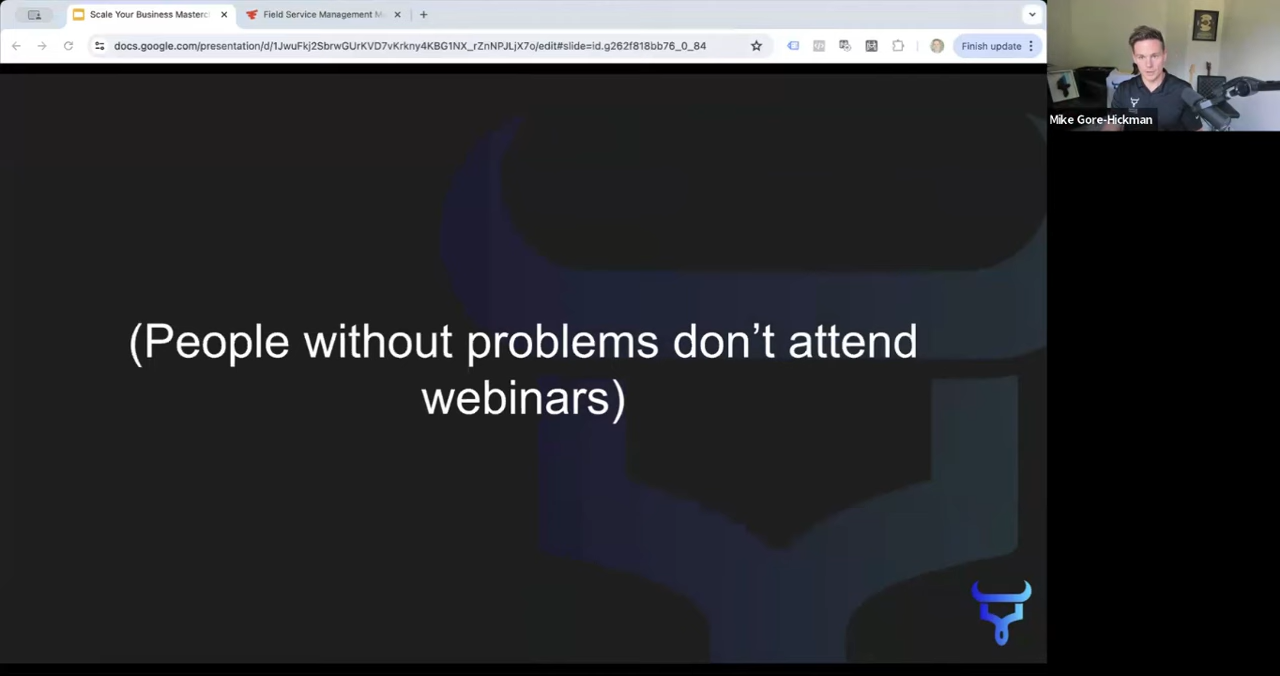 Scale Your Business Masterc
Field Service Management M
docs.google.com/presentation/d/1JwuFkj2SbrwGUrKVD7vKrkny4KBG1NX_rZnNPJLjX7o/edit#slide=id.g262f818bb76_0_84
Finish update
Mike Gore-Hickman
(People without problems don’t attend
webinars)